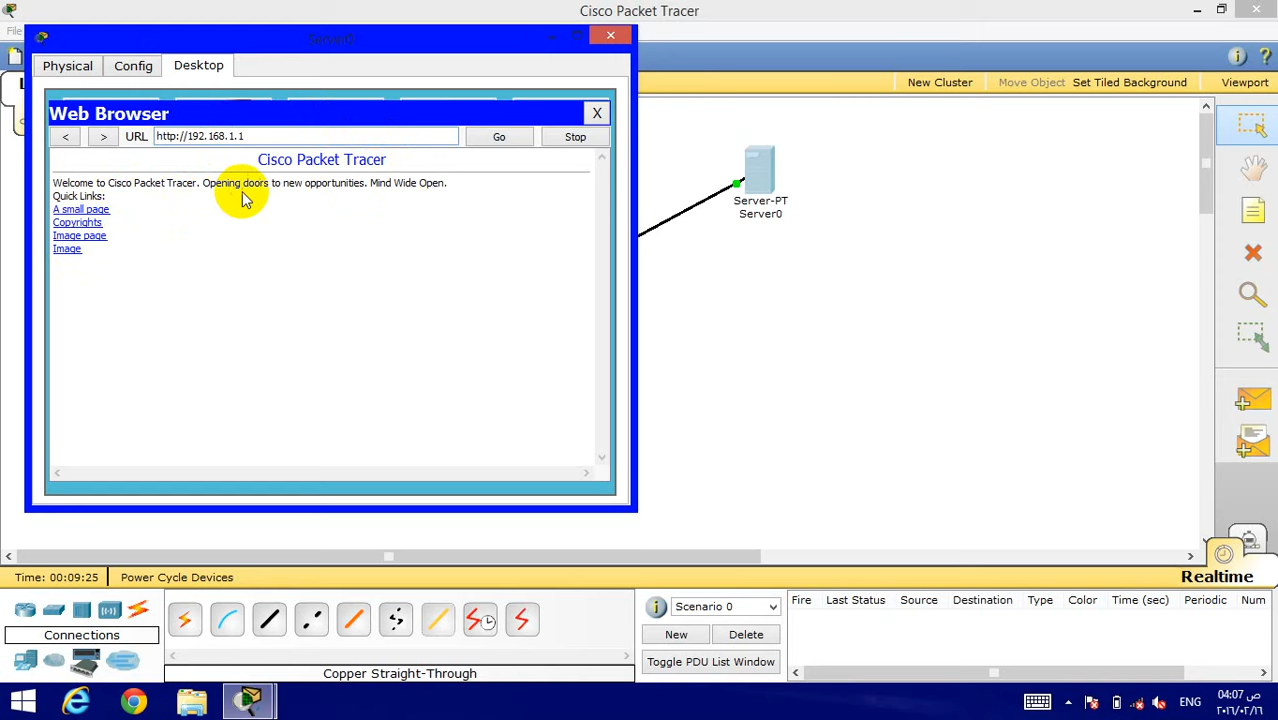 Cisco Packet Tracer
File
Server0
Physical
Config
Desktop
New Cluster
Move Object
Set Tiled Background
Viewport
Web Browser
X
<
>
URL
http://192.168.1.1
Go
Stop
Cisco Packet Tracer
Welcome to Cisco Packet Tracer. Opening doors to new opportunities. Mind Wide Open.
Quick Links:
A small page
Copyrights
Image page
Image
Server-PT
Server0
Time: 00:09:25
Power Cycle Devices
Realtime
Connections
Copper Straight-Through
Scenario 0
New
Delete
Toggle PDU List Window
Fire
Last Status
Source
Destination
Type
Color
Time (sec)
Periodic
Num
ENG
04:07 ص
٢٠١٦/٠٢/١٦